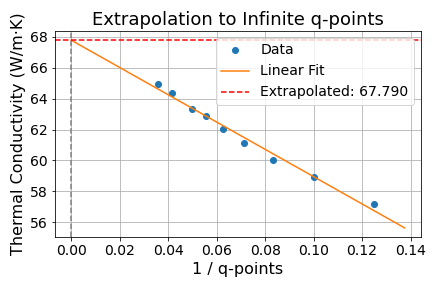 Extrapolation to Infinite q-points
Thermal Conductivity (W/m·K)
68
66
64
62
60
58
56
Data
Linear Fit
Extrapolated: 67.790
0.00 0.02 0.04 0.06 0.08 0.10 0.12 0.14
1 / q-points